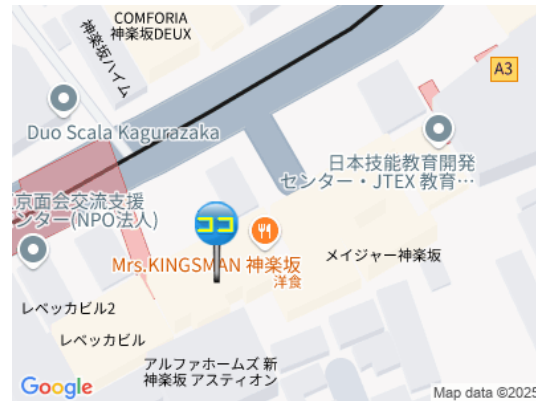 COMFORIA
神楽坂DEUX
神楽坂ハイム
A3
Duo Scala Kagurazaka
日本技能教育開発
センター・JTEX 教育…
京面会交流支援
ンター(NPO法人)
ココ
Mrs.KINGSMAN 神楽坂
洋食
メイジャー神楽坂
レベッカビル2
レベッカビル
アルファホームズ 新
神楽坂 アスティオン
Google
Map data ©2025